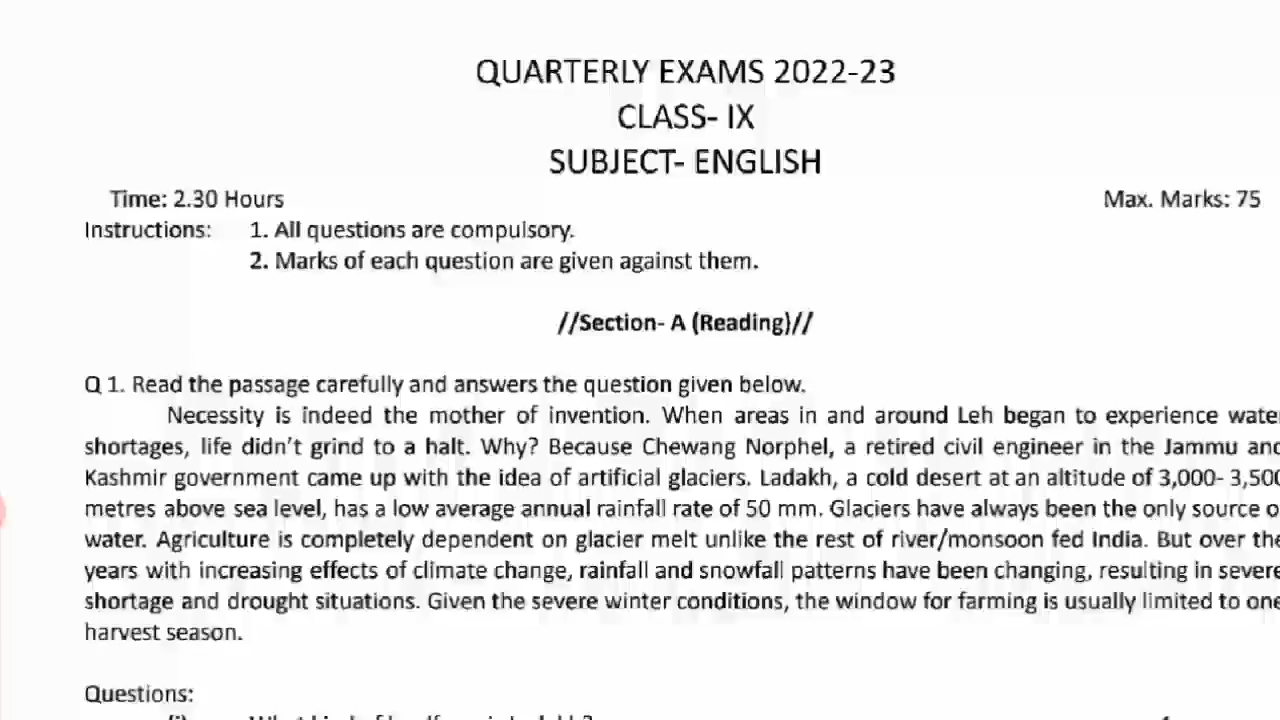 QUARTERLY EXAMS 2022-23
CLASS- IX
SUBJECT- ENGLISH
Time: 2.30 Hours Max. Marks: 75
Instructions: 1. All questions are compulsory.
2. Marks of each question are given against them.
//Section- A (Reading)//
Q 1. Read the passage carefully and answers the question given below.
Necessity is indeed the mother of invention. When areas in and around Leh began to experience water
shortages, life didn't grind to a halt. Why? Because Chewang Norphel, a retired civil engineer in the Jammu and
Kashmir government came up with the idea of artificial glaciers. Ladakh, a cold desert at an altitude of 3,000- 3,500
metres above sea level, has a low average annual rainfall rate of 50 mm. Glaciers have always been the only source o
water. Agriculture is completely dependent on glacier melt unlike the rest of river/monsoon fed India. But over the
years with increasing effects of climate change, rainfall and snowfall patterns have been changing, resulting in severe
shortage and drought situations. Given the severe winter conditions, the window for farming is usually limited to one
harvest season.
Questions: